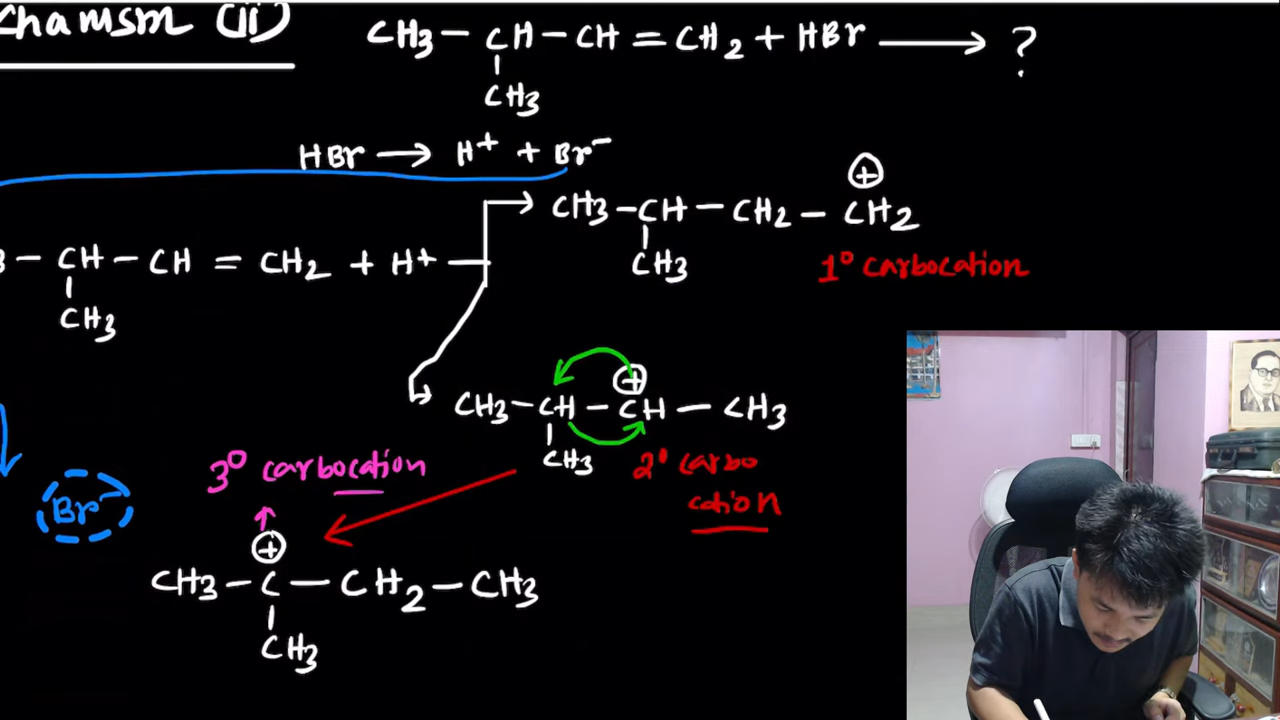 chamsm (ii)
CH3 — CH — CH = CH2 + HBr ⟶ ?
|
CH3
HBr ⟶ H⁺ + Br⁻
⊕
CH3 — CH — CH2 — CH2
|
CH3
1° carbocation
3 — CH — CH = CH2 + H⁺
|
CH3
⊕
CH3 — CH — CH — CH3
|
CH3
2° carbo
cation
3° carbocation
Br⁻
⊕
CH3 — C — CH2 — CH3
|
CH3